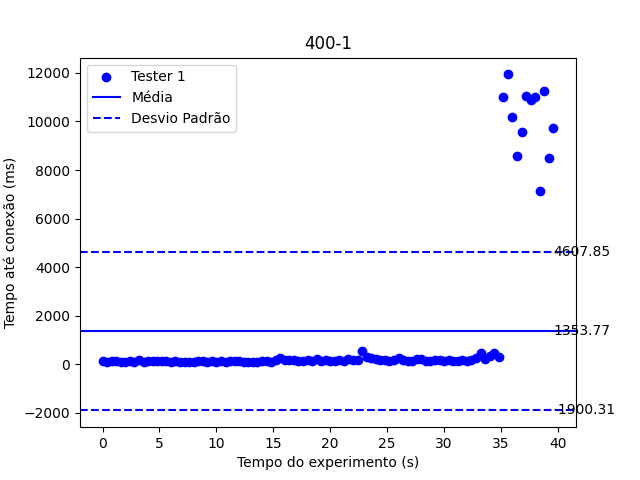 400-1
Tester 1
Média
Desvio Padrão
12000
10000
8000
6000
4000
2000
0
−2000
Tempo até conexão (ms)
4607.85
1353.77
-1900.31
0 5 10 15 20 25 30 35 40
Tempo do experimento (s)